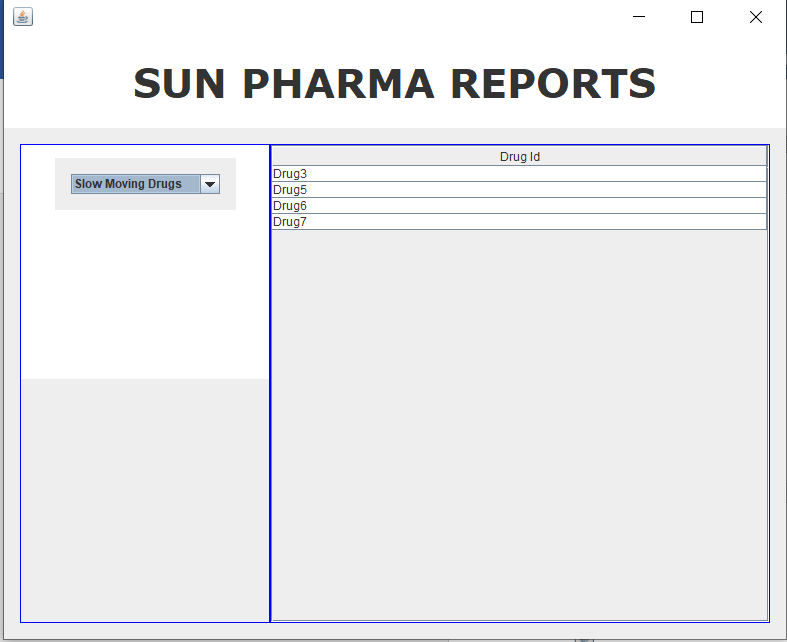 SUN PHARMA REPORTS
Slow Moving Drugs
Drug Id
Drug3
Drug5
Drug6
Drug7